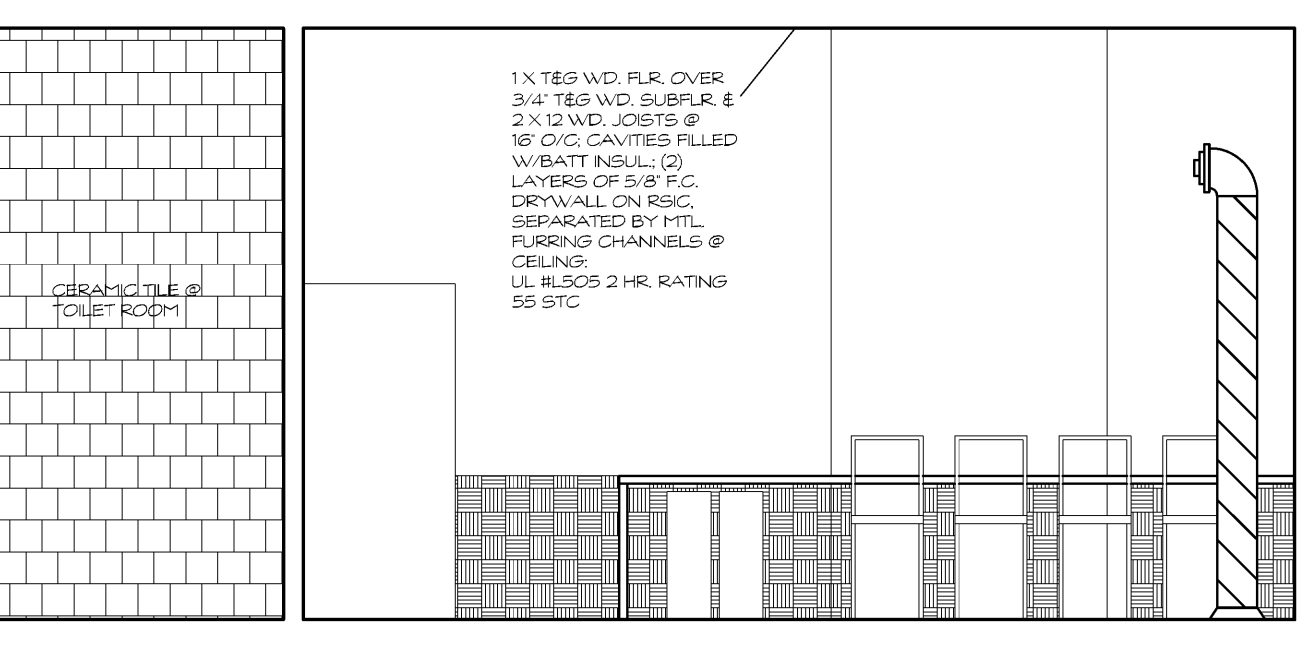 1 X T&G WD. FLR. OVER
3/4" T&G WD. SUBFLR. &
2 X 12 WD. JOISTS @
16" O/C; CAVITIES FILLED
W/BATT INSUL.; (2)
LAYERS OF 5/8" F.C.
DRYWALL ON RSIC,
SEPARATED BY MTL.
FURRING CHANNELS @
CEILING:
UL #L505 2 HR. RATING
55 STC
CERAMIC TILE @
TOILET ROOM